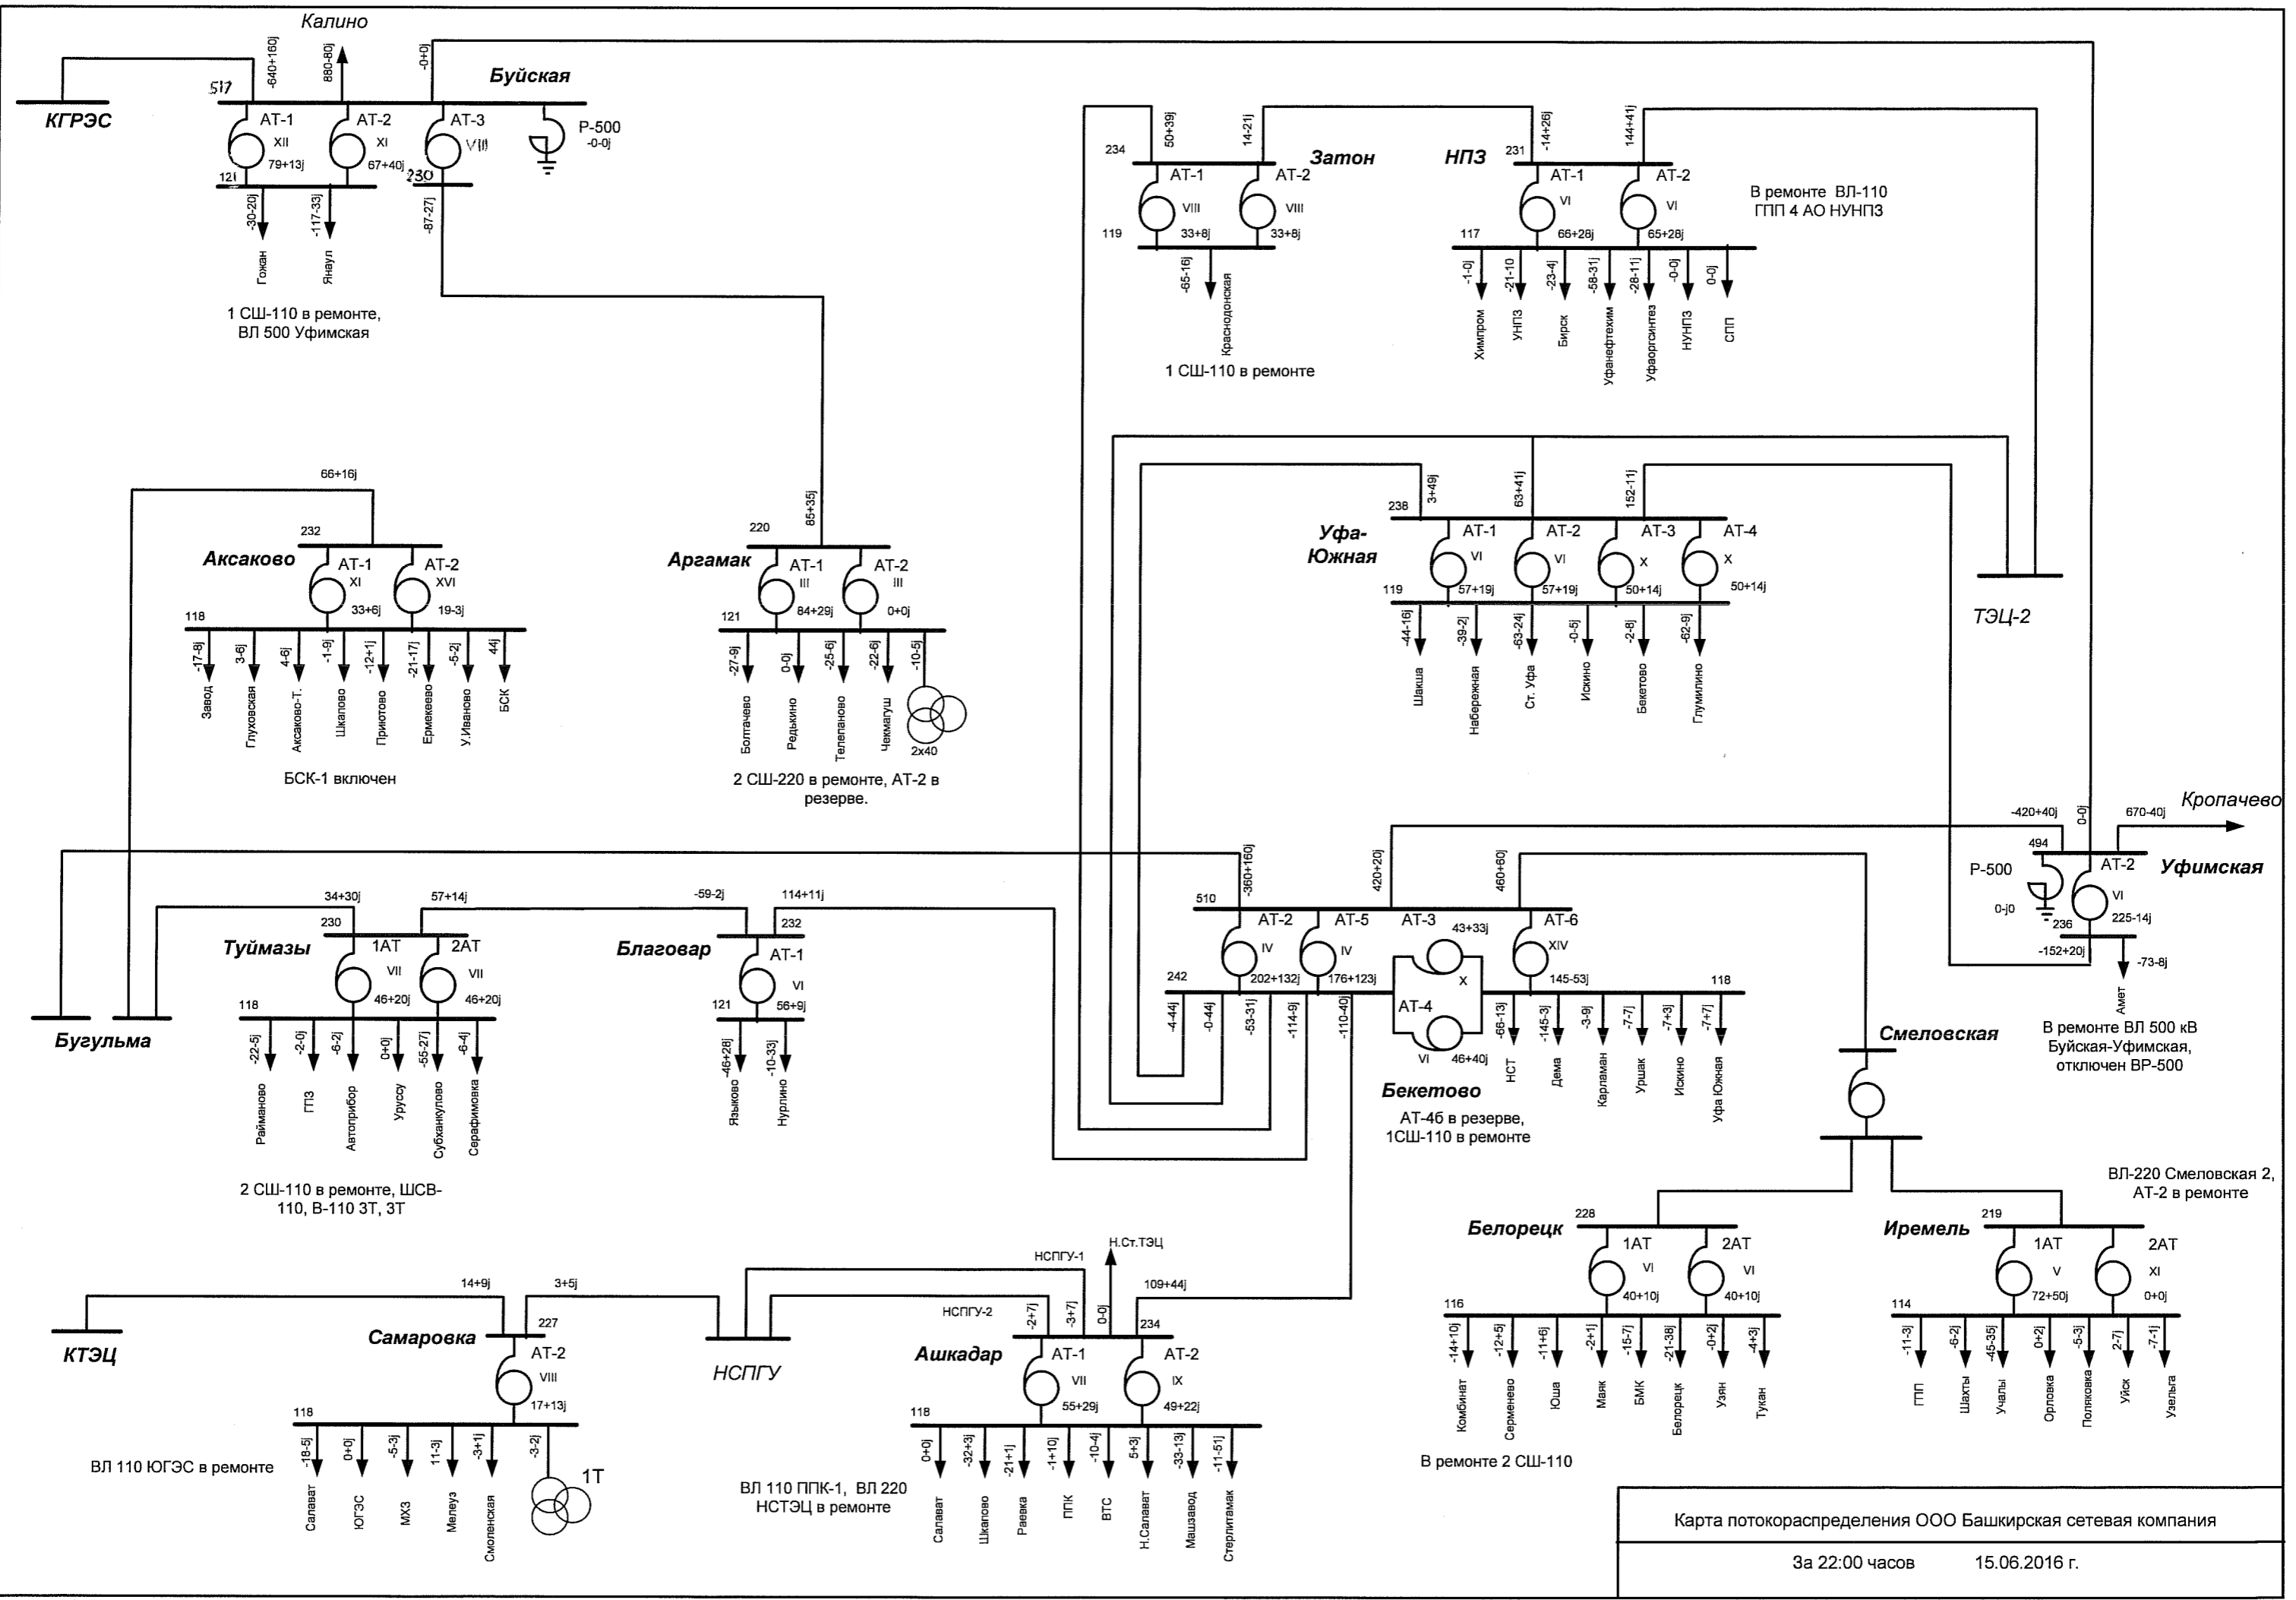 Калино
-640+160j
880-80j
-0+0j
Буйская
517
КГРЭС
АТ-1
XII
79+13j
АТ-2
XI
67+40j
АТ-3
VIII
Р-500
-0-0j
121
230
-30-20j
-117-33j
-87-27j
Гожан
Янаул
1 СШ-110 в ремонте,
ВЛ 500 Уфимская
50+39j
14-21j
234
Затон
АТ-1
VIII
33+8j
АТ-2
VIII
33+8j
119
-65-16j
Краснодонская
1 СШ-110 в ремонте
-14+26j
144+41j
НПЗ
231
АТ-1
VI
66+28j
АТ-2
VI
65+28j
117
-1-0j
-21-10
-23-4j
-58-31j
-28-11j
-0-0j
0-0j
Химпром
УНПЗ
Бирск
Уфанефтехим
Уфаоргсинтез
НУНПЗ
СПП
В ремонте ВЛ-110
ГПП 4 АО НУНПЗ
66+16j
232
Аксаково
АТ-1
XI
33+6j
АТ-2
XVI
19-3j
118
-17-8j
3-6j
4-6j
-1-9j
-12+1j
-21-17j
-5-2j
44j
Завод
Глуховская
Аксаково-Т.
Шкапово
Приютово
Ермекеево
У.Иваново
БСК
БСК-1 включен
85+35j
220
Аргамак
АТ-1
III
84+29j
АТ-2
III
0+0j
121
-27-9j
0-0j
-25-6j
-22-6j
-10-5j
Болтачево
Редькино
Телепаново
Чекмагуш
2x40
2 СШ-220 в ремонте, АТ-2 в
резерве.
3+49j
63+41j
152-11j
238
Уфа-
Южная
АТ-1
VI
57+19j
АТ-2
VI
57+19j
АТ-3
X
50+14j
АТ-4
X
50+14j
119
-44-16j
-39-2j
-63-24j
-0-5j
-2-8j
-62-9j
Шакша
Набережная
Ст. Уфа
Искино
Бекетово
Глумилино
ТЭЦ-2
Кропачево
-420+40j
0-0j
670-40j
494
Уфимская
Р-500
0-j0
АТ-2
VI
225-14j
236
-152+20j
-73-8j
Амет
В ремонте ВЛ 500 кВ
Буйская-Уфимская,
отключен ВР-500
Бугульма
34+30j
57+14j
230
Туймазы
1АТ
VII
46+20j
2АТ
VII
46+20j
118
-22-5j
-2-0j
-6-2j
0+0j
-55-27j
-6-4j
Райманово
ГПЗ
Автоприбор
Уруссу
Субханкулово
Серафимовка
2 СШ-110 в ремонте, ШСВ-
110, В-110 3Т, 3Т
-59-2j
114+11j
232
Благовар
АТ-1
VI
56+9j
121
-46+28j
-10-33j
Языково
Нурлино
-360+160j
420+20j
460+60j
510
АТ-2
IV
202+132j
АТ-5
IV
176+123j
АТ-3
43+33j
X
АТ-6
XIV
145-53j
242
118
АТ-4
VI
46+40j
-4-44j
-0-44j
-53-31j
-114-9j
-110-40j
-66-13j
-145-3j
-3-9j
-7-7j
-7+3j
-7+7j
НСТ
Дема
Карламан
Уршак
Искино
Уфа Южная
Бекетово
АТ-4б в резерве,
1СШ-110 в ремонте
Смеловская
ВЛ-220 Смеловская 2,
АТ-2 в ремонте
228
Белорецк
1АТ
VI
40+10j
2АТ
VI
40+10j
116
-14+10j
-12+5j
-11+6j
-2+1j
-15-7j
-21-38j
-0+2j
-4+3j
Комбинат
Серменево
Юша
Маяк
БМК
Белорецк
Узян
Тукан
В ремонте 2 СШ-110
219
Иремель
1АТ
V
72+50j
2АТ
XI
0+0j
114
-11-3j
-6-2j
-45-35j
0+2j
-5-3j
2-7j
-7-1j
ГПП
Шахты
Учалы
Орловка
Поляковка
Уйск
Узельга
14+9j
3+5j
227
КТЭЦ
Самаровка
АТ-2
VIII
17+13j
118
-18-5j
0+0j
-5-3j
11-3j
-3+1j
-3-2j
Салават
ЮГЭС
МХЗ
Мелеуз
Смоленская
1Т
ВЛ 110 ЮГЭС в ремонте
НСПГУ
НСПГУ-1
НСПГУ-2
Н.Ст.ТЭЦ
-2+7j
-3+7j
0-0j
109+44j
234
Ашкадар
АТ-1
VII
55+29j
АТ-2
IX
49+22j
118
0+0j
-32+3j
-21+1j
-1+10j
-10-4j
5+3j
-33-13j
-11-51j
Салават
Шкапово
Раевка
ППК
ВТС
Н.Салават
Машзавод
Стерлитамак
ВЛ 110 ППК-1, ВЛ 220
НСТЭЦ в ремонте
Карта потокораспределения ООО Башкирская сетевая компания
За 22:00 часов 15.06.2016 г.